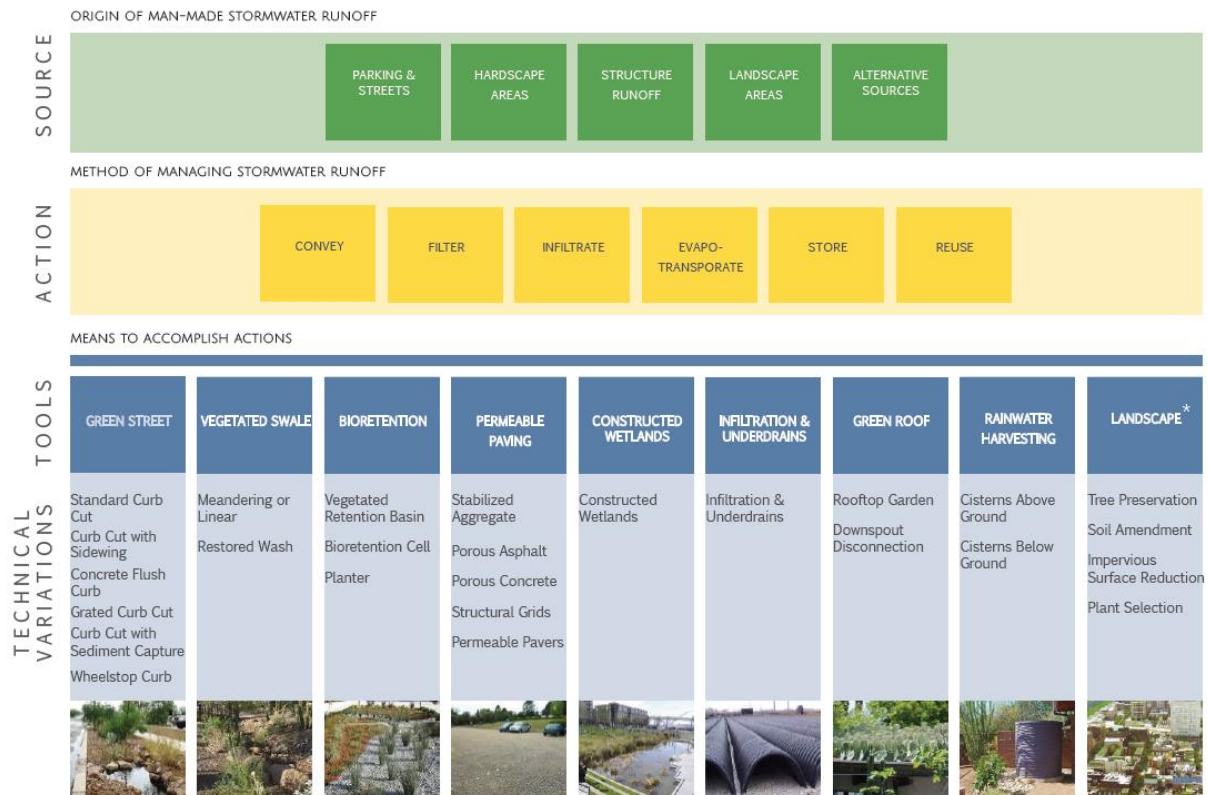 ORIGIN OF MAN-MADE STORMWATER RUNOFF
SOURCE
PARKING &
STREETS
HARDSCAPE
AREAS
STRUCTURE
RUNOFF
LANDSCAPE
AREAS
ALTERNATIVE
SOURCES
METHOD OF MANAGING STORMWATER RUNOFF
ACTION
CONVEY
FILTER
INFILTRATE
EVAPO-
TRANSPORATE
STORE
REUSE
MEANS TO ACCOMPLISH ACTIONS
TOOLS
GREEN STREET
VEGETATED SWALE
BIORETENTION
PERMEABLE
PAVING
CONSTRUCTED
WETLANDS
INFILTRATION &
UNDERDRAINS
GREEN ROOF
RAINWATER
HARVESTING
LANDSCAPE*
TECHNICAL
VARIATIONS
Standard Curb
Cut
Curb Cut with
Sidewing
Concrete Flush
Curb
Grated Curb Cut
Curb Cut with
Sediment Capture
Wheelstop Curb
Meandering or
Linear
Restored Wash
Vegetated
Retention Basin
Bioretention Cell
Planter
Stabilized
Aggregate
Porous Asphalt
Porous Concrete
Structural Grids
Permeable Pavers
Constructed
Wetlands
Infiltration &
Underdrains
Rooftop Garden
Downspout
Disconnection
Cisterns Above
Ground
Cisterns Below
Ground
Tree Preservation
Soil Amendment
Impervious
Surface Reduction
Plant Selection